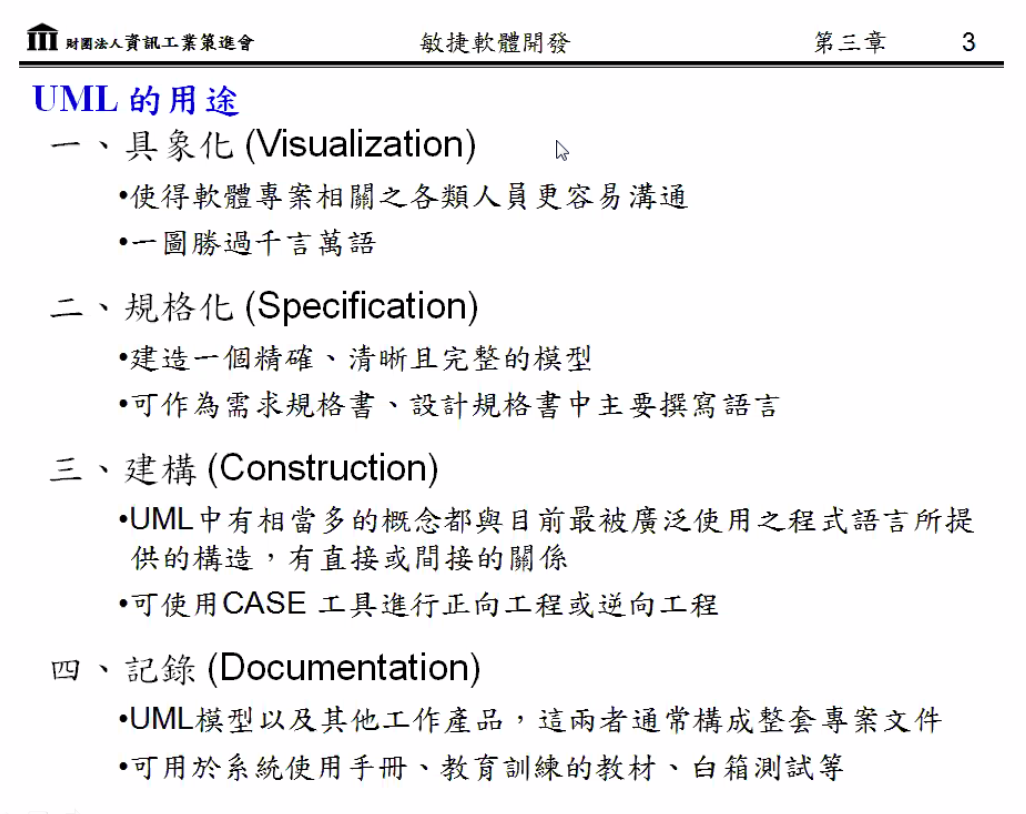 財團法人資訊工業策進會 敏捷軟體開發 第三章 3
UML 的用途
一、具象化 (Visualization)
•使得軟體專案相關之各類人員更容易溝通
•一圖勝過千言萬語
二、規格化 (Specification)
•建造一個精確、清晰且完整的模型
•可作為需求規格書、設計規格書中主要撰寫語言
三、建構 (Construction)
•UML中有相當多的概念都與目前最被廣泛使用之程式語言所提
供的構造，有直接或間接的關係
•可使用CASE 工具進行正向工程或逆向工程
四、記錄 (Documentation)
•UML模型以及其他工作產品，這兩者通常構成整套專案文件
•可用於系統使用手冊、教育訓練的教材、白箱測試等